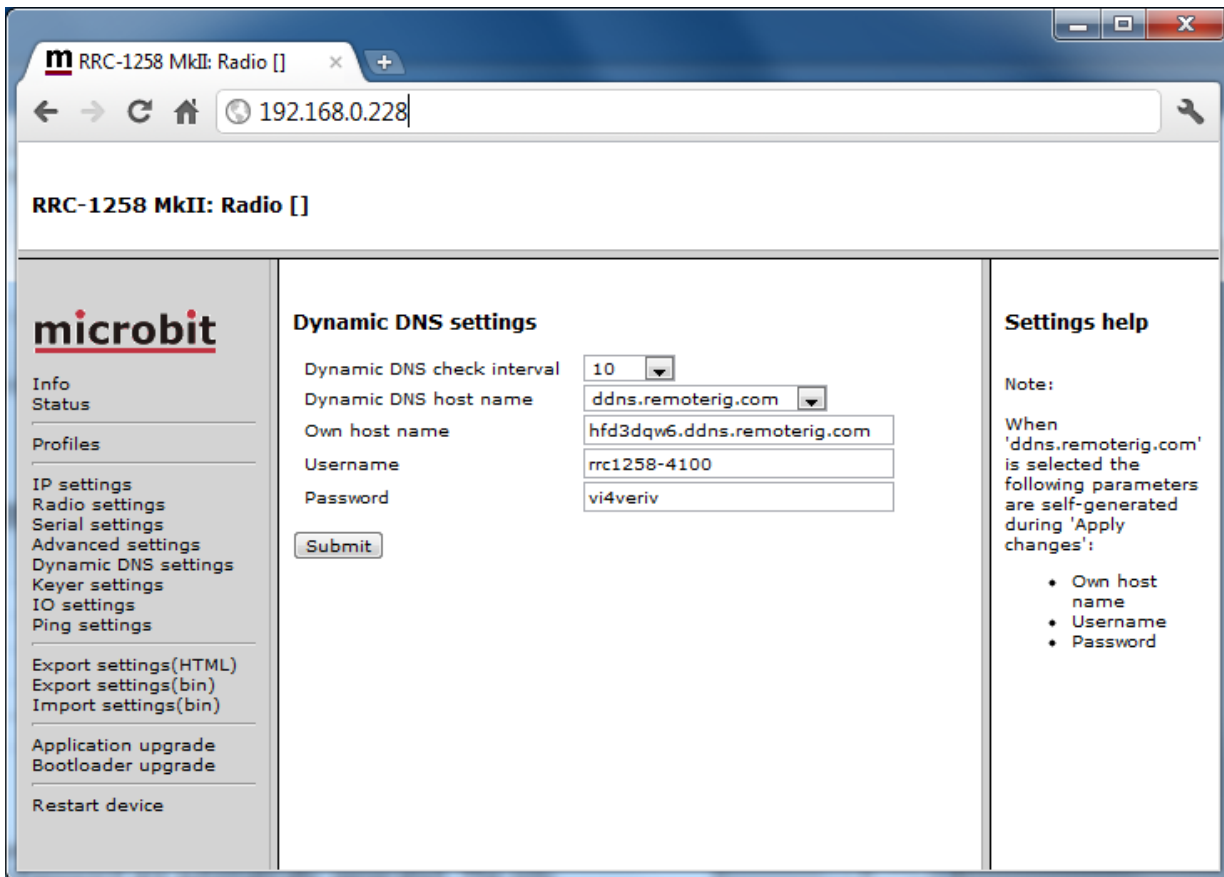 RRC-1258 MkII: Radio []
192.168.0.228
RRC-1258 MkII: Radio []
microbit
Info
Status
Profiles
IP settings
Radio settings
Serial settings
Advanced settings
Dynamic DNS settings
Keyer settings
IO settings
Ping settings
Export settings(HTML)
Export settings(bin)
Import settings(bin)
Application upgrade
Bootloader upgrade
Restart device
Dynamic DNS settings
Dynamic DNS check interval 10
Dynamic DNS host name ddns.remoterig.com
Own host name hfd3dqw6.ddns.remoterig.com
Username rrc1258-4100
Password vi4veriv
Submit
Settings help
Note:
When
'ddns.remoterig.com'
is selected the
following parameters
are self-generated
during 'Apply
changes':
• Own host
name
• Username
• Password